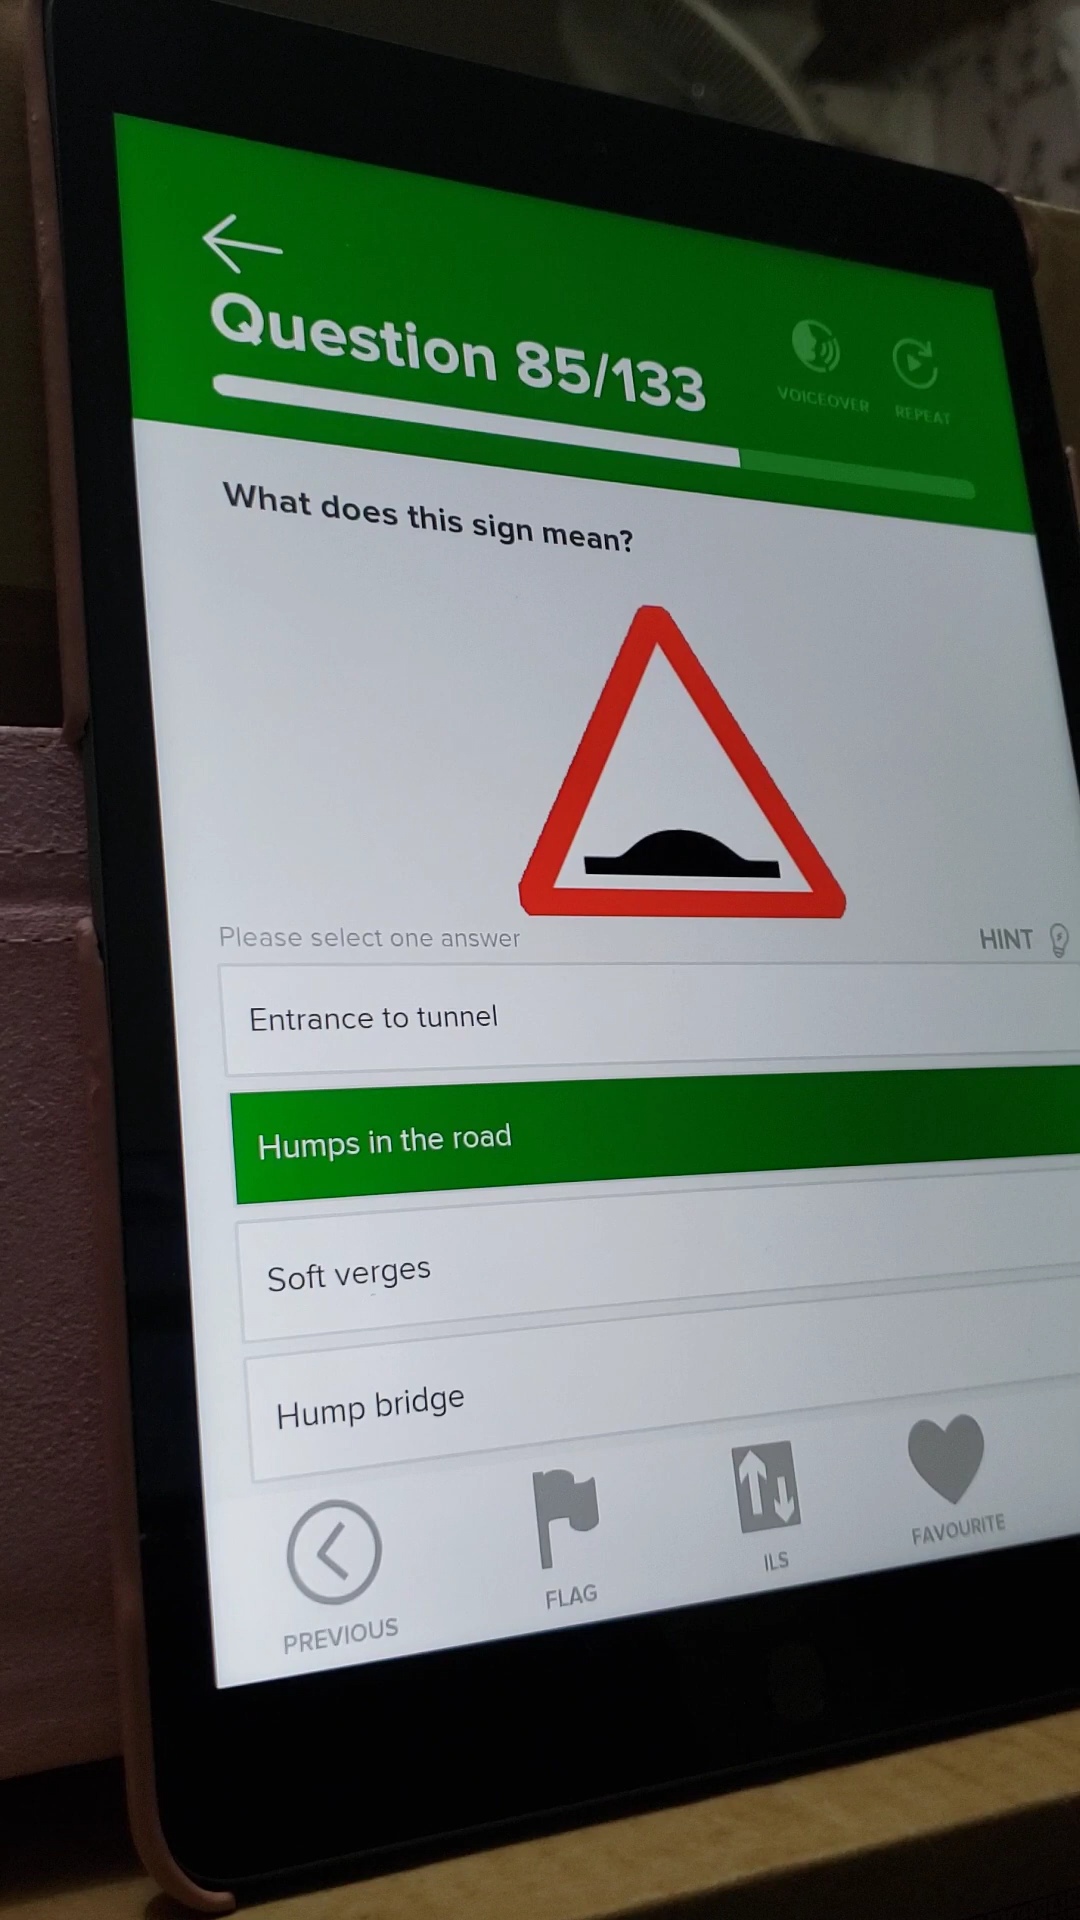 Question 85/133
VOICEOVER
REPEAT
What does this sign mean?
Please select one answer
HINT
Entrance to tunnel
Humps in the road
Soft verges
Hump bridge
PREVIOUS
FLAG
ILS
FAVOURITE